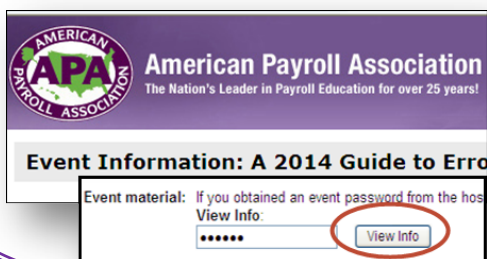 AMERICAN
APA
PAYROLL ASSOCIATION
American Payroll Association
The Nation's Leader in Payroll Education for over 25 years!
Event Information: A 2014 Guide to Erro
Event material: If you obtained an event password from the hos
View Info:
••••••
View Info